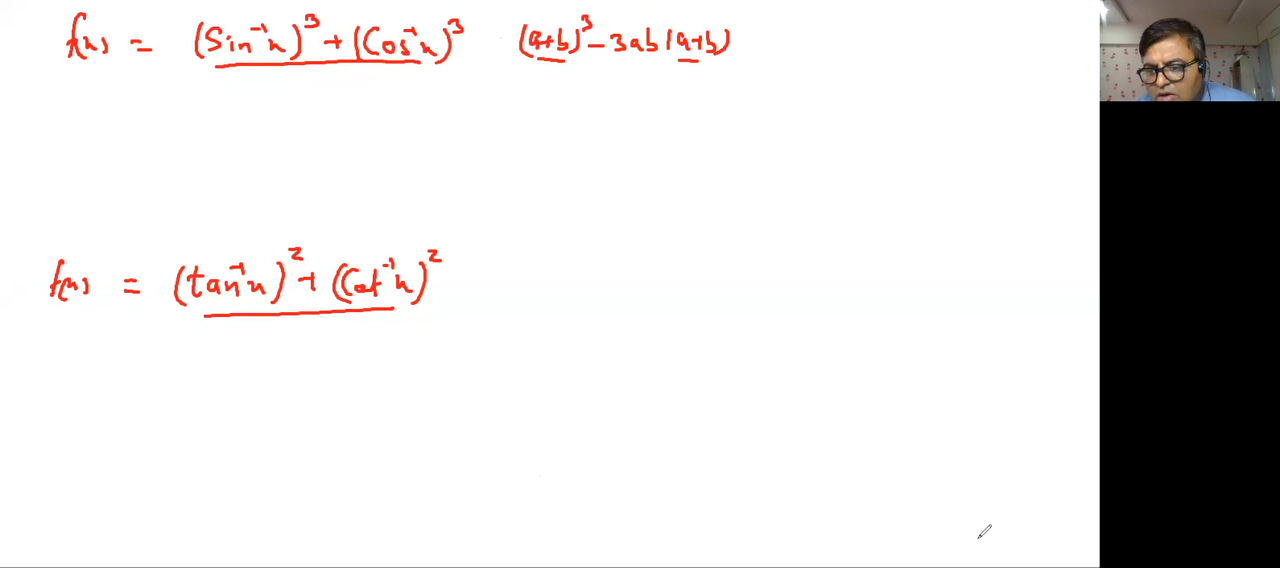 f(x) = (Sin⁻¹x)³ + (Cos⁻¹x)³ (a+b)³ - 3ab(a+b)
f(x) = (tan⁻¹x)² + (Cot⁻¹x)²